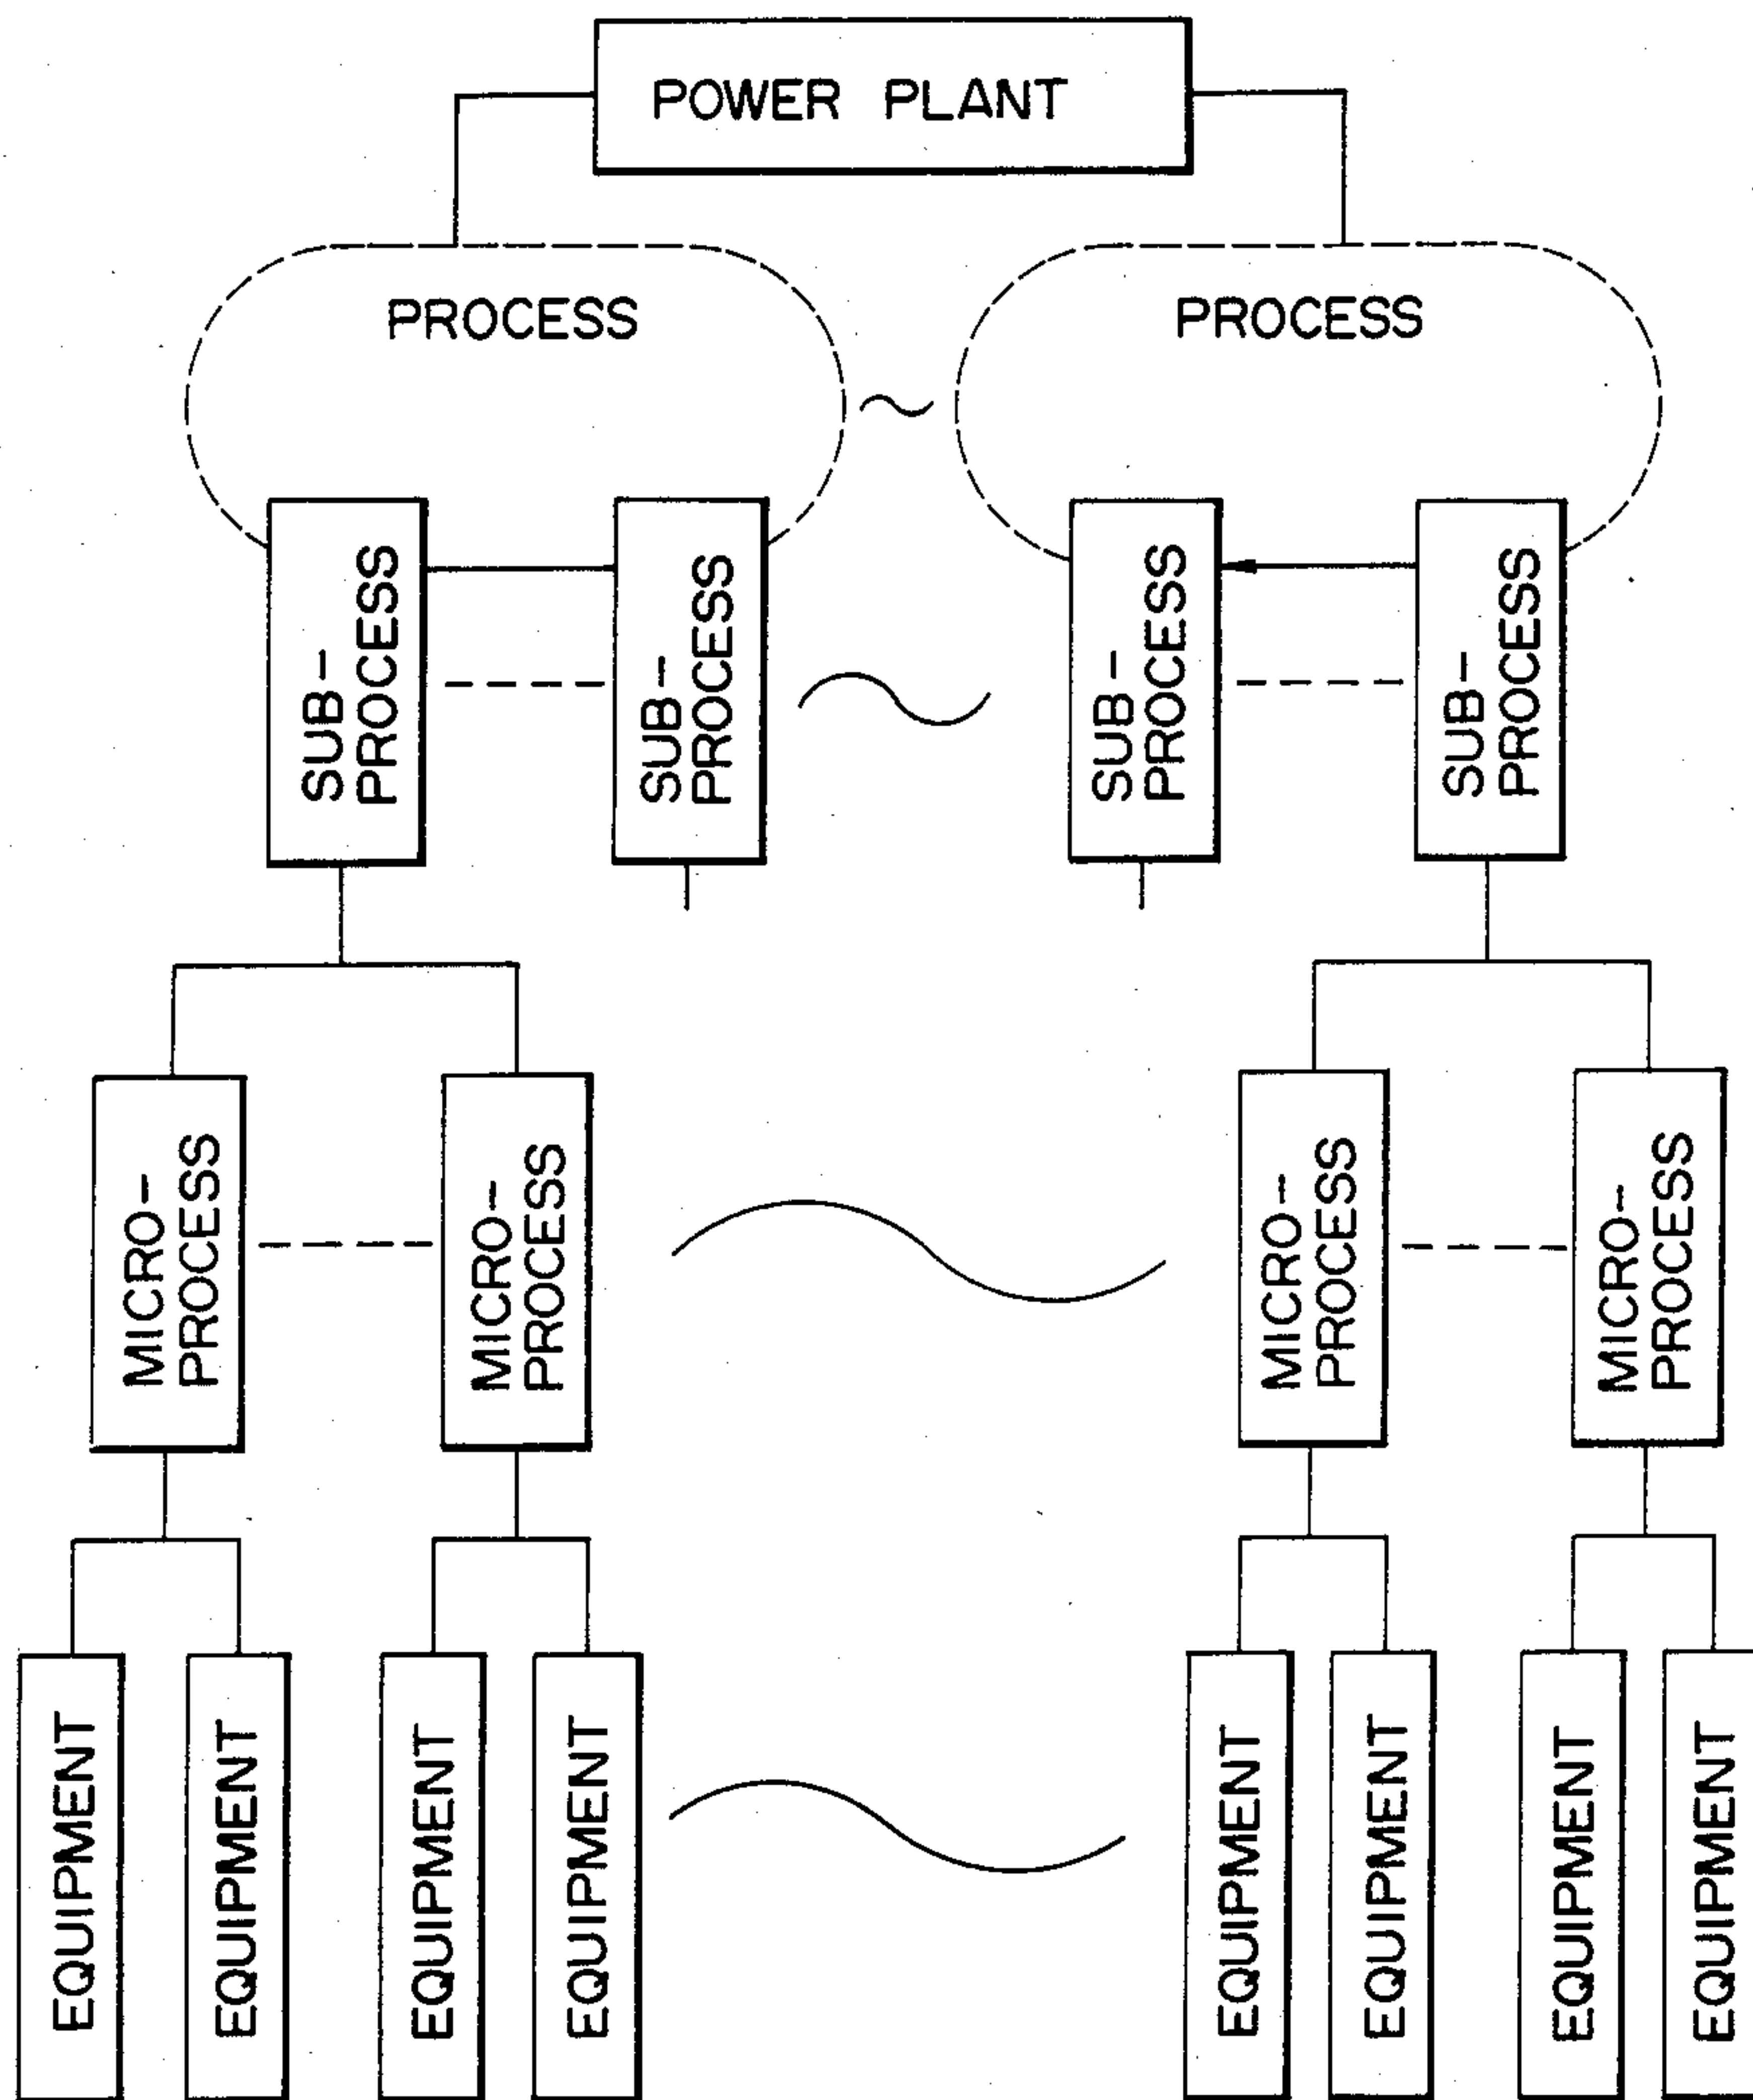 POWER PLANT
PROCESS
PROCESS
SUB-
PROCESS
SUB-
PROCESS
SUB-
PROCESS
SUB-
PROCESS
MICRO-
PROCESS
MICRO-
PROCESS
MICRO-
PROCESS
MICRO-
PROCESS
EQUIPMENT
EQUIPMENT
EQUIPMENT
EQUIPMENT
EQUIPMENT
EQUIPMENT
EQUIPMENT
EQUIPMENT